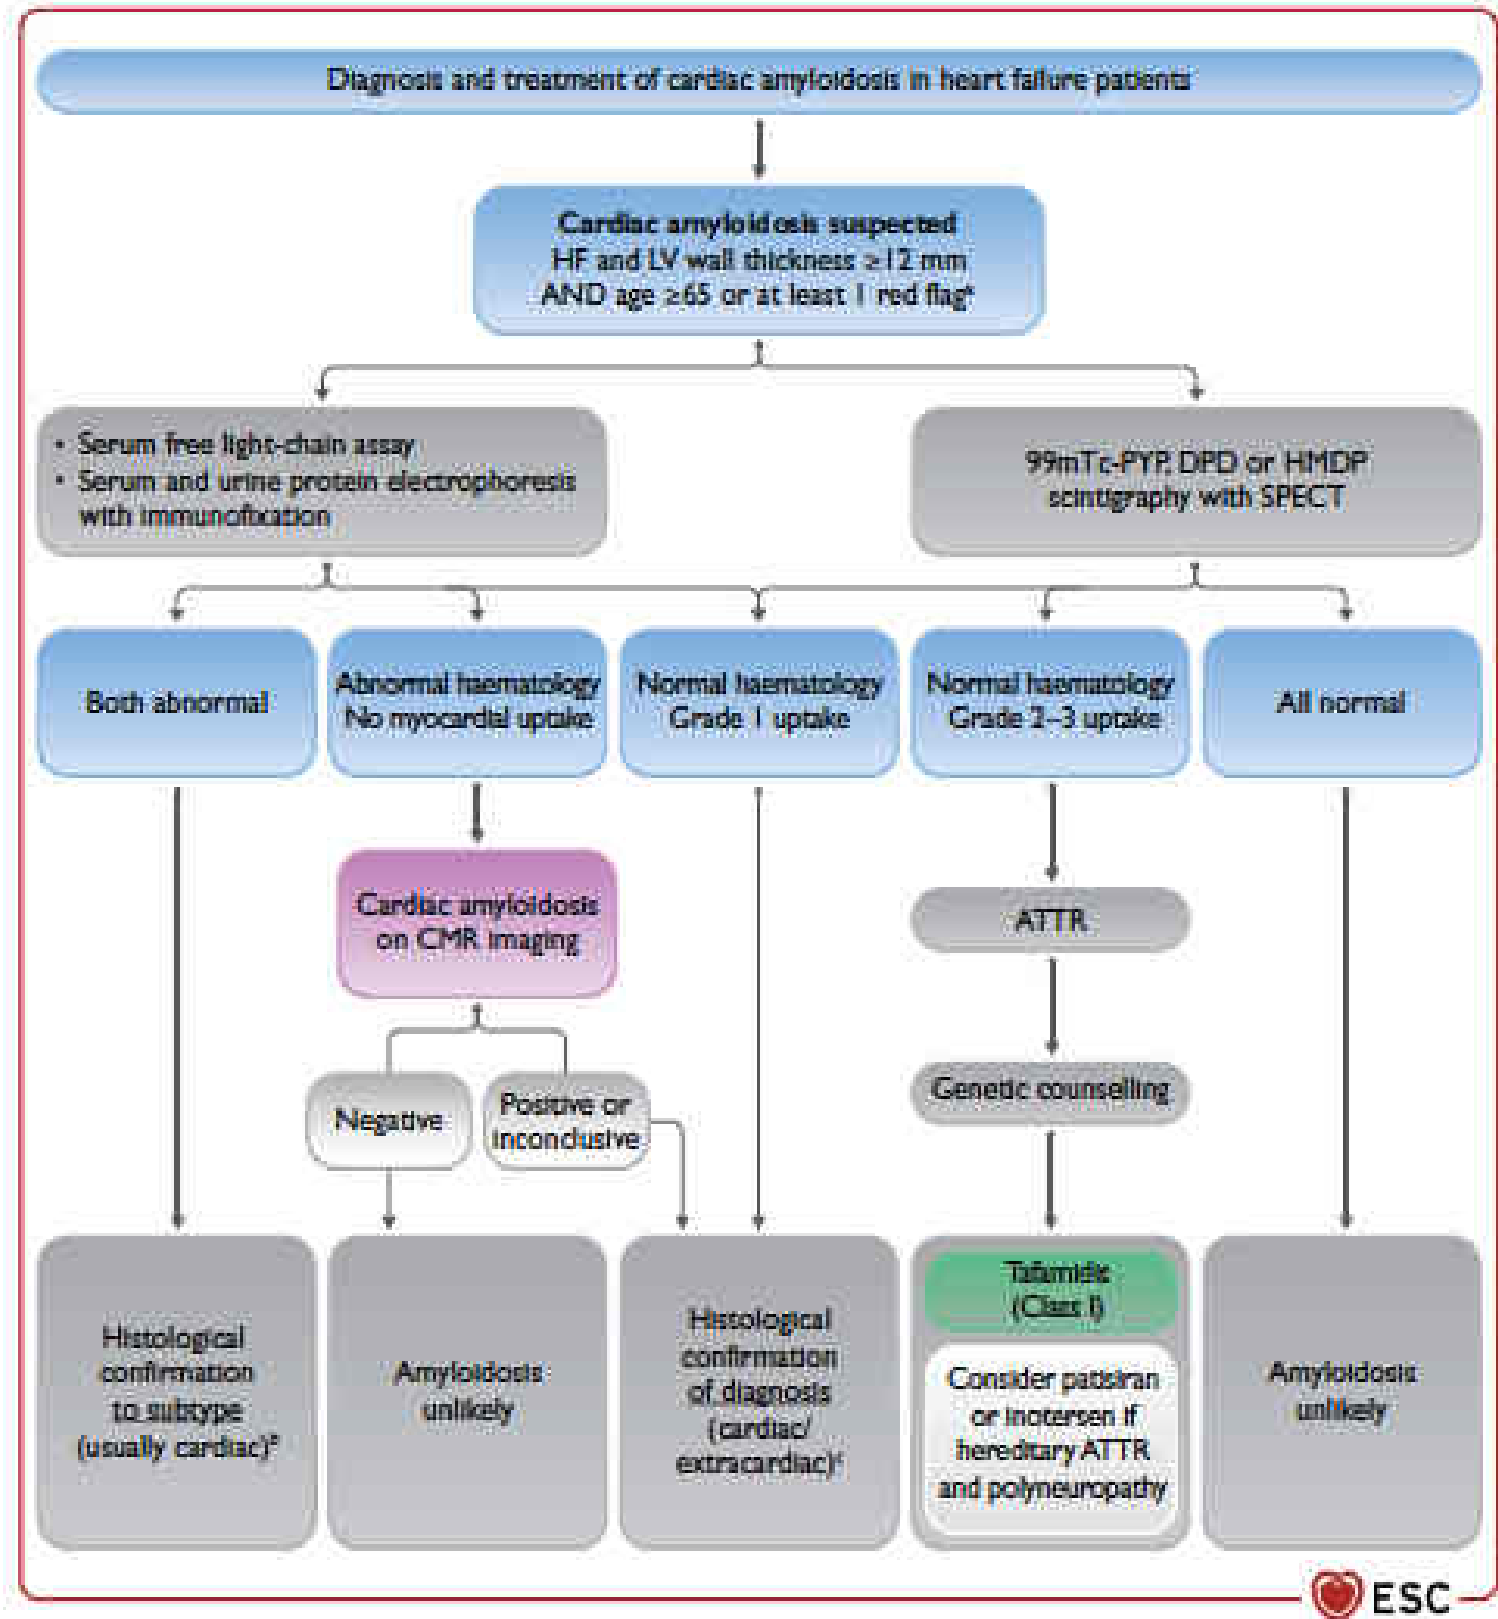 Diagnosis and treatment of cardiac amyloidosis in heart failure patients
Cardiac amyloidosis suspected
HF and LV wall thickness ≥12 mm
AND age ≥65 or at least 1 red flagᵃ
• Serum free light-chain assay
• Serum and urine protein electrophoresis
with immunofixation
99mTc-PYP, DPD or HMDP
scintigraphy with SPECT
Both abnormal
Abnormal haematology
No myocardial uptake
Normal haematology
Grade 1 uptake
Normal haematology
Grade 2–3 uptake
All normal
Cardiac amyloidosis
on CMR imaging
ATTR
Negative
Positive or
inconclusive
Genetic counselling
Histological
confirmation
to subtype
(usually cardiac)ᵇ
Amyloidosis
unlikely
Histological
confirmation
of diagnosis
(cardiac/
extracardiac)ᶜ
Tafamidis
(Class I)
Consider patisiran
or inotersen if
hereditary ATTR
and polyneuropathy
Amyloidosis
unlikely
ESC